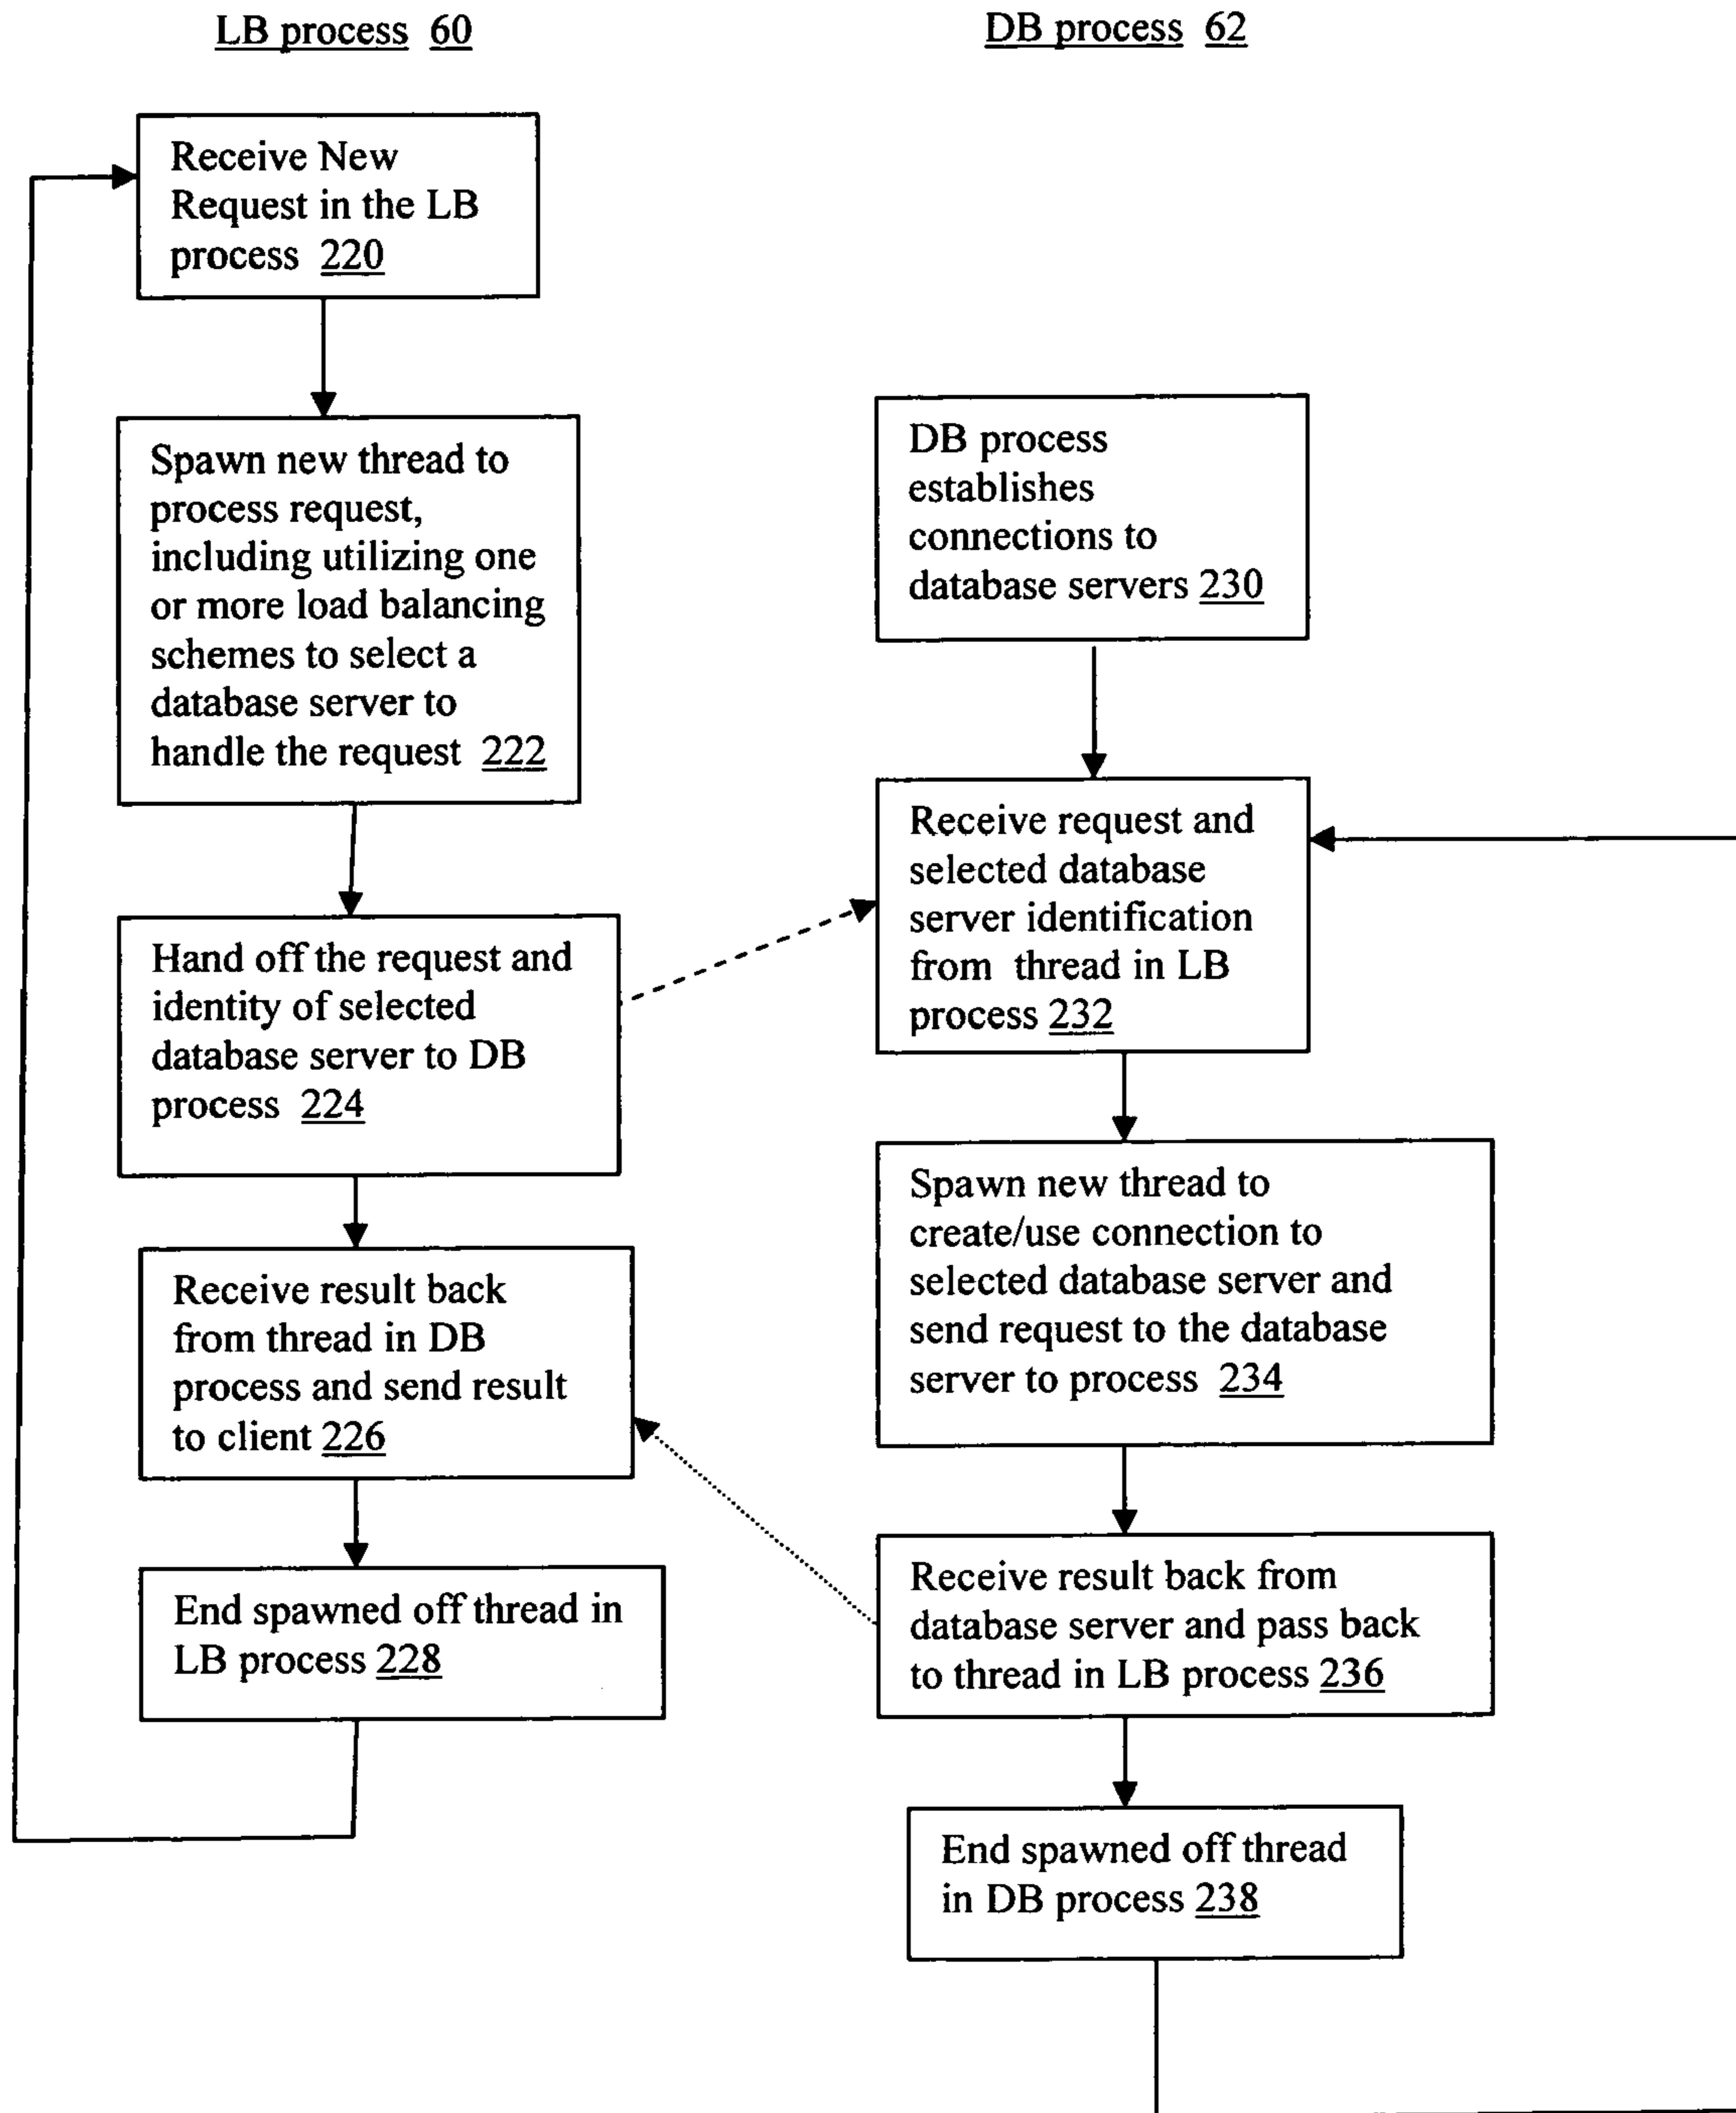 LB process 60
DB process 62
Receive New
Request in the LB
process 220
Spawn new thread to
process request,
including utilizing one
or more load balancing
schemes to select a
database server to
handle the request 222
Hand off the request and
identity of selected
database server to DB
process 224
Receive result back
from thread in DB
process and send result
to client 226
End spawned off thread in
LB process 228
DB process
establishes
connections to
database servers 230
Receive request and
selected database
server identification
from thread in LB
process 232
Spawn new thread to
create/use connection to
selected database server and
send request to the database
server to process 234
Receive result back from
database server and pass back
to thread in LB process 236
End spawned off thread
in DB process 238